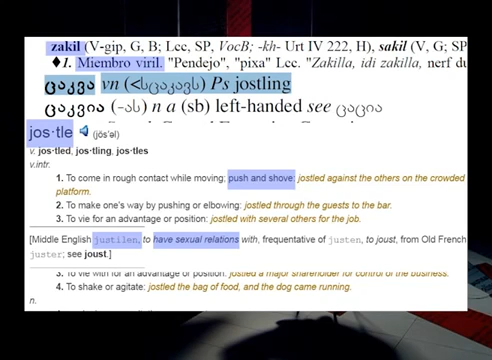 zakil (V-gip, G, B; Lcc, SP, VocB; -kh- Urt IV 222, H), sakil (V, G; SP
♦1. Miembro viril. "Pendejo", "pixa" Lcc. "Zakilla, idi zakilla, nerf du
ცაკვა vn (<სცაკავს) Ps jostling
ცაკვია (-ას) n a (sb) left-handed see ცაცია
jos·tle (jŏs′əl)
v. jos·tled, jos·tling, jos·tles
v.intr.
1. To come in rough contact while moving; push and shove: jostled against the others on the crowded
platform.
2. To make one's way by pushing or elbowing: jostled through the guests to the bar.
3. To vie for an advantage or position: jostled with several others for the job.
[Middle English justilen, to have sexual relations with, frequentative of justen, to joust, from Old French
juster; see joust.]
3. To vie with for an advantage or position: jostled a major shareholder for control of the business.
4. To shake or agitate: jostled the bag of food, and the dog came running.
n.